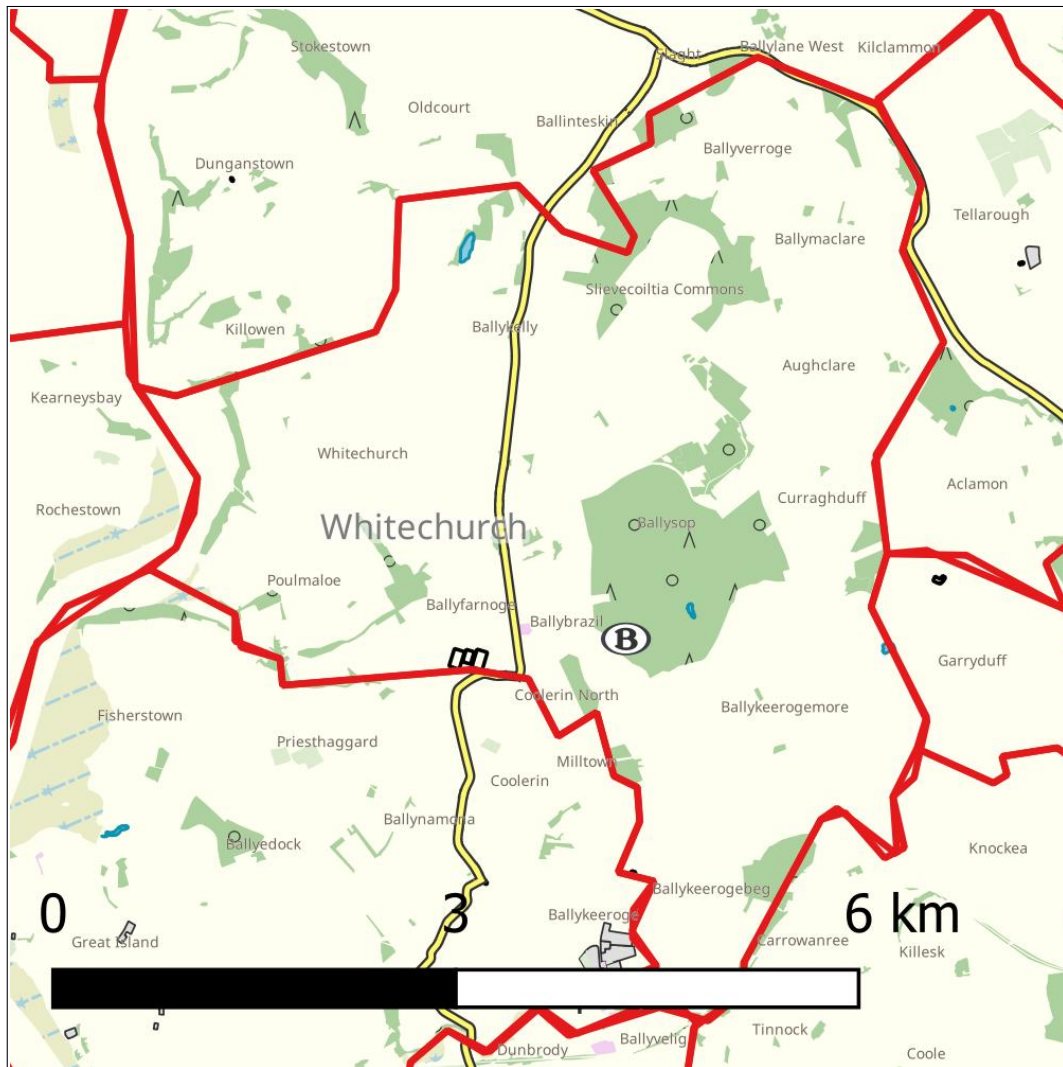 Stokestown
Slaght
Ballylane West
Kilclammon
Oldcourt
Ballinteskin
Ballyverroge
Dunganstown
Tellarough
Ballymaclare
Slievecoiltia Commons
Killowen
Ballykelly
Aughclare
Kearneysbay
Whitechurch
Aclamon
Curraghduff
Rochestown
Whitechurch
Ballysop
Poulmaloe
Ballyfarnoge
Ballybrazil
B
Garryduff
Coolerin North
Ballykeerogemore
Fisherstown
Priesthaggard
Milltown
Coolerin
Ballynamona
Ballyedock
Knockea
Ballykeerogebeg
0
3
6 km
Ballykeeroge
Great Island
Carrowanree
Killesk
Tinnock
Ballyvelig
Dunbrody
Coole